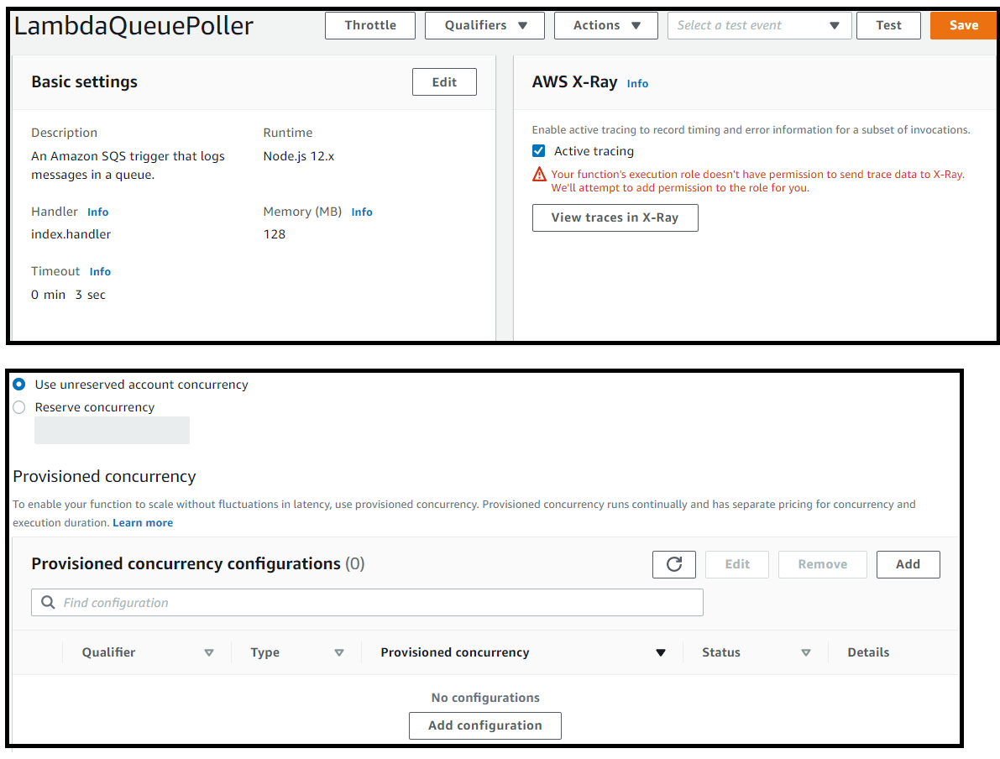 LambdaQueuePoller
Throttle
Qualifiers
Actions
Select a test event
Test
Save
Basic settings
Edit
Description
An Amazon SQS trigger that logs
messages in a queue.
Runtime
Node.js 12.x
Handler Info
index.handler
Memory (MB) Info
128
Timeout Info
0 min 3 sec
AWS X-Ray Info
Enable active tracing to record timing and error information for a subset of invocations.
Active tracing
Your function's execution role doesn't have permission to send trace data to X-Ray.
We'll attempt to add permission to the role for you.
View traces in X-Ray
Use unreserved account concurrency
Reserve concurrency
Provisioned concurrency
To enable your function to scale without fluctuations in latency, use provisioned concurrency. Provisioned concurrency runs continually and has separate pricing for concurrency and
execution duration. Learn more
Provisioned concurrency configurations (0)
Edit
Remove
Add
Find configuration
Qualifier
Type
Provisioned concurrency
Status
Details
No configurations
Add configuration